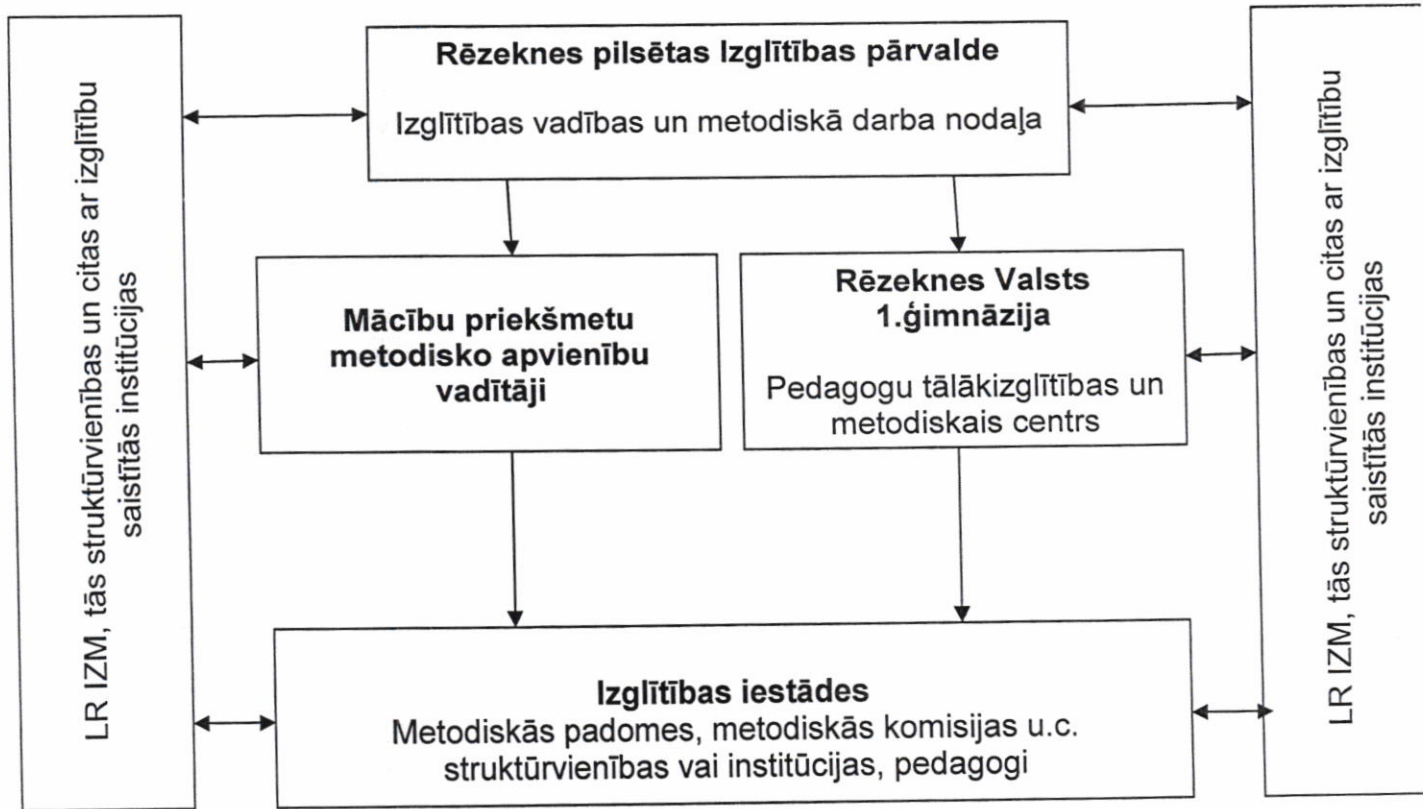 LR IZM, tās struktūrvienības un citas ar izglītību
saistītās institūcijas
Rēzeknes pilsētas Izglītības pārvalde
Izglītības vadības un metodiskā darba nodaļa
Mācību priekšmetu
metodisko apvienību
vadītāji
Rēzeknes Valsts
1.ģimnāzija
Pedagogu tālākizglītības un
metodiskais centrs
Izglītības iestādes
Metodiskās padomes, metodiskās komisijas u.c.
struktūrvienības vai institūcijas, pedagogi
LR IZM, tās struktūrvienības un citas ar izglītību
saistītās institūcijas